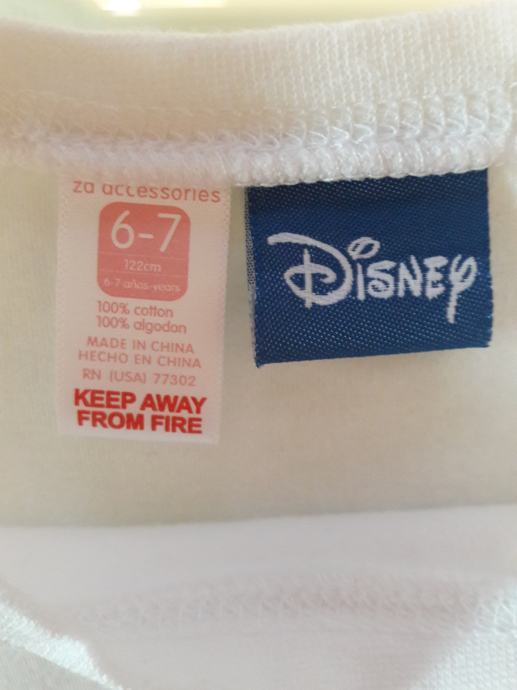 za accessories
6-7
122cm
6-7 años-years
100% cotton
100% algodon
MADE IN CHINA
HECHO EN CHINA
RN (USA) 77302
KEEP AWAY
FROM FIRE
DISNEY